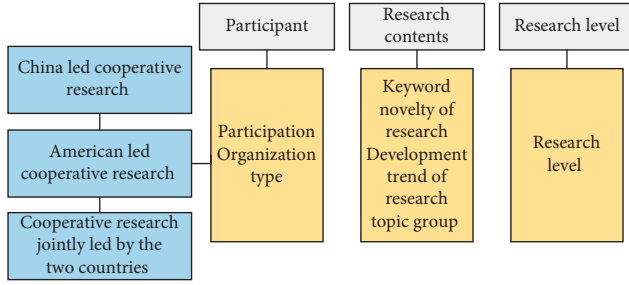 Participant
Research
contents
Research level
China led cooperative
research
American led
cooperative research
Cooperative research
jointly led by the
two countries
Participation
Organization
type
Keyword
novelty of
research
Development
trend of
research
topic group
Research
level